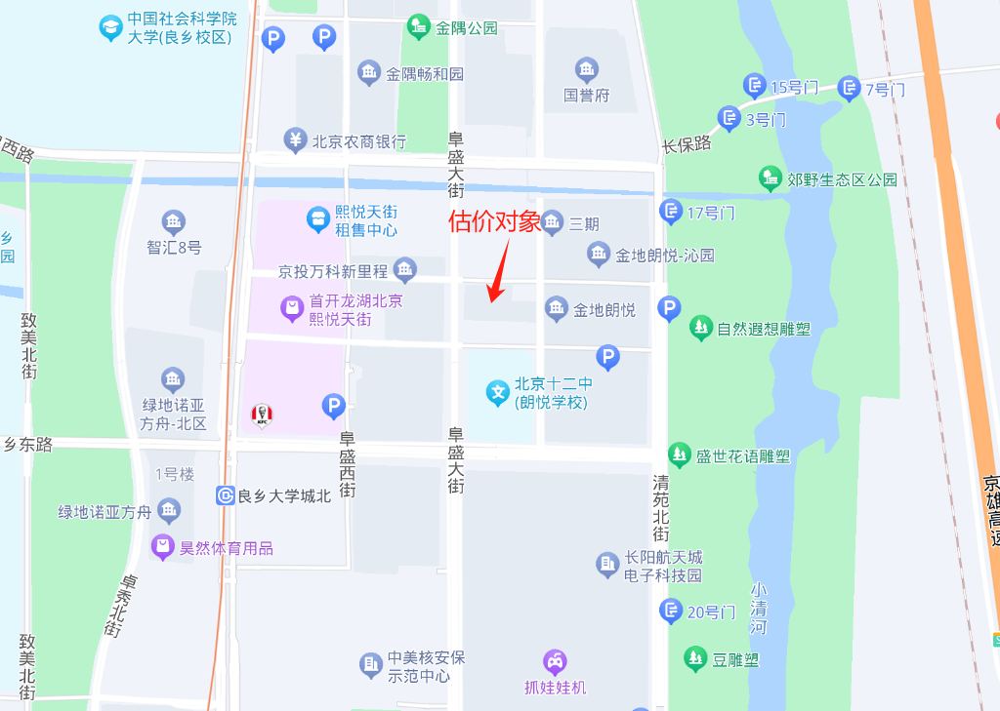 中国社会科学院
大学(良乡校区)
P
P
金隅公园
金隅畅和园
国誉府
15号门
7号门
3号门
¥
北京农商银行
长保路
西路
阜盛大街
郊野生态区公园
熙悦天街
租售中心
估价对象
三期
17号门
智汇8号
乡
园
金地朗悦-沁园
京投万科新里程
首开龙湖北京
熙悦天街
金地朗悦
P
自然遐想雕塑
致美北街
P
绿地诺亚
方舟-北区
文
北京十二中
(朗悦学校)
KFC
P
乡东路
阜盛西街
阜盛大街
盛世花语雕塑
1号楼
良乡大学城北
清苑北街
京雄高速
绿地诺亚方舟
昊然体育用品
长阳航天城
电子科技园
卓秀北街
小清河
20号门
致美北街
中美核安保
示范中心
抓娃娃机
豆雕塑